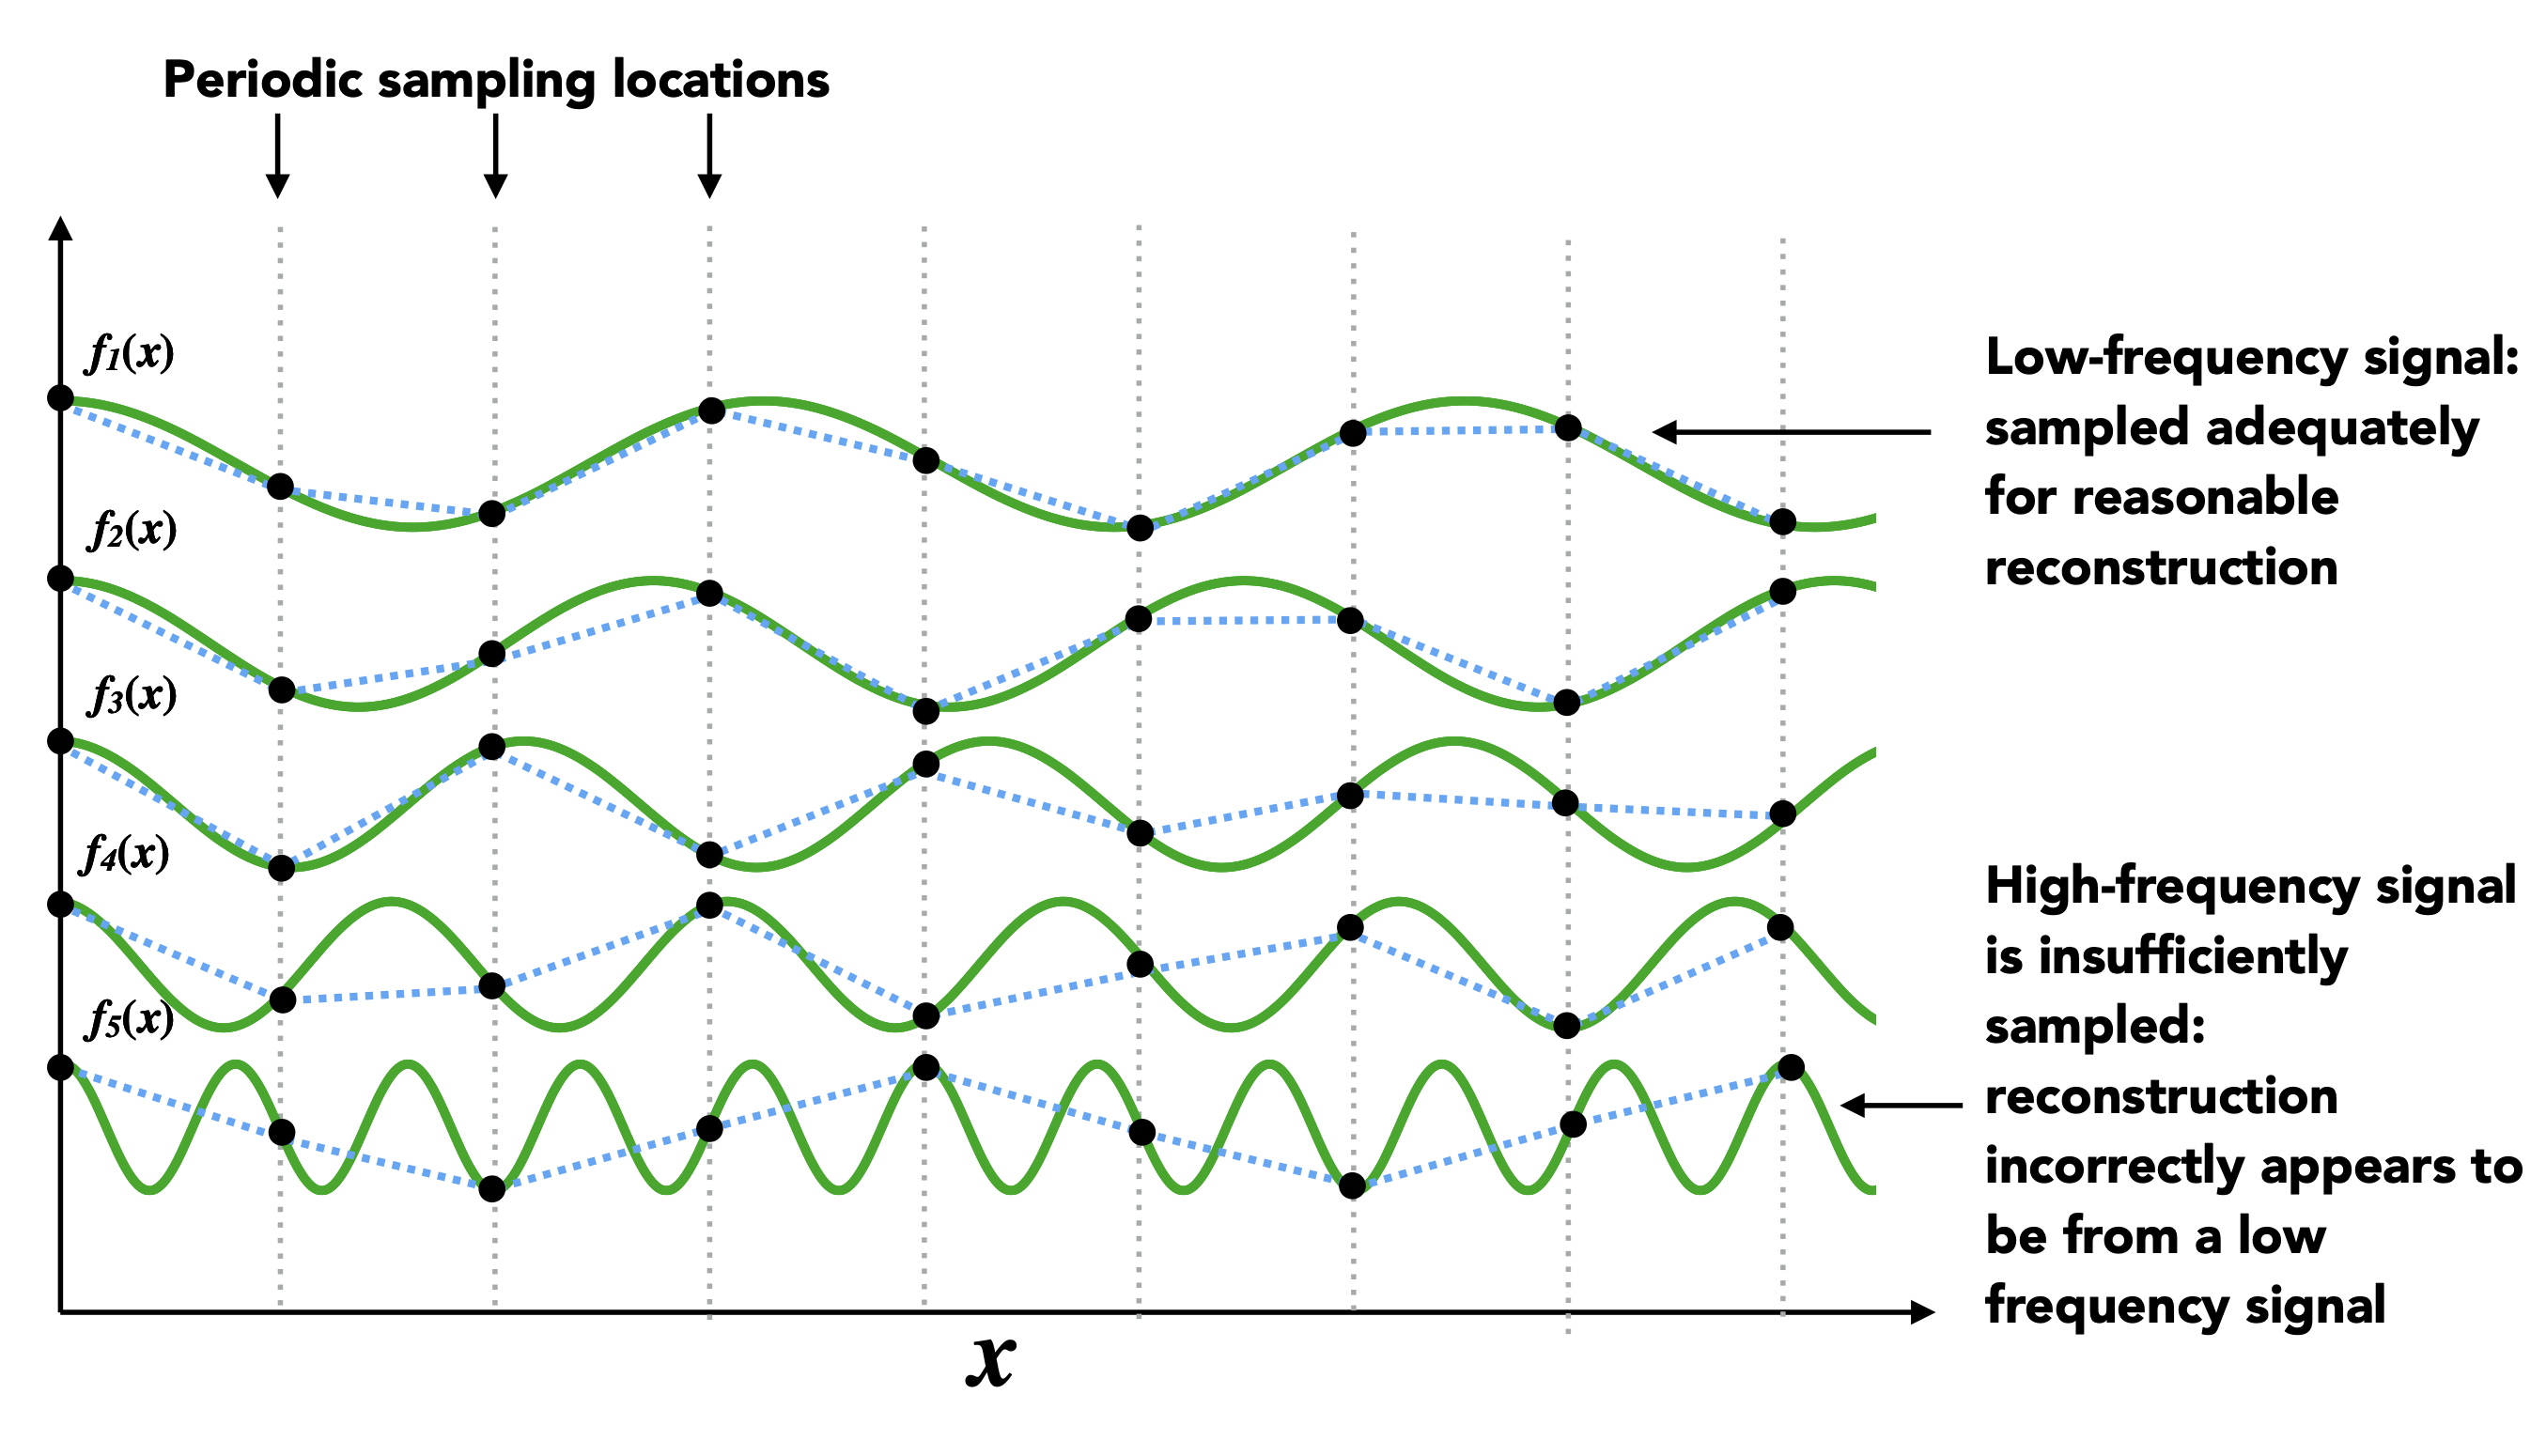 Periodic sampling locations
f1(x)
f2(x)
f3(x)
f4(x)
f5(x)
x
Low-frequency signal:
sampled adequately
for reasonable
reconstruction
High-frequency signal
is insufficiently
sampled:
reconstruction
incorrectly appears to
be from a low
frequency signal